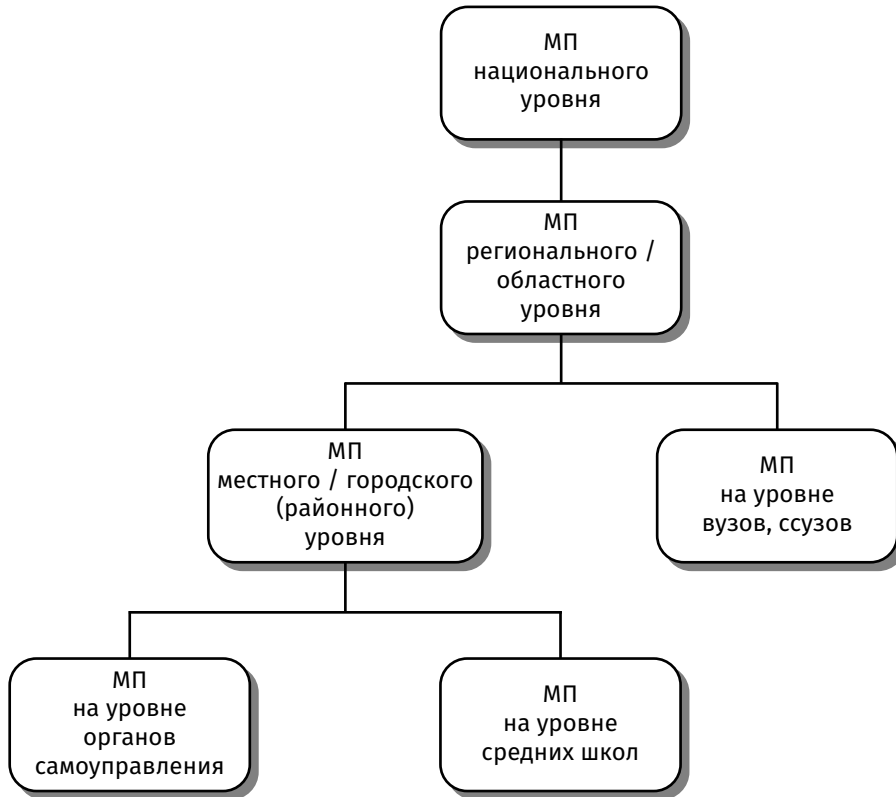 МП
национального
уровня
МП
регионального /
областного
уровня
МП
местного / городского
(районного)
уровня
МП
на уровне
вузов, ссузов
МП
на уровне
органов
самоуправления
МП
на уровне
средних школ